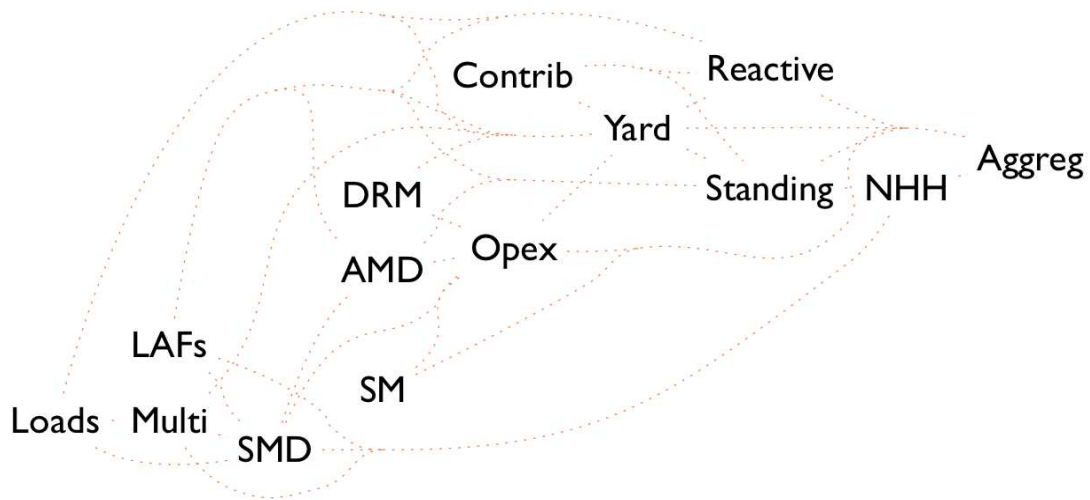 Contrib
Reactive
Yard
Aggreg
DRM
Standing
NHH
AMD
Opex
LAFs
SM
Loads
Multi
SMD